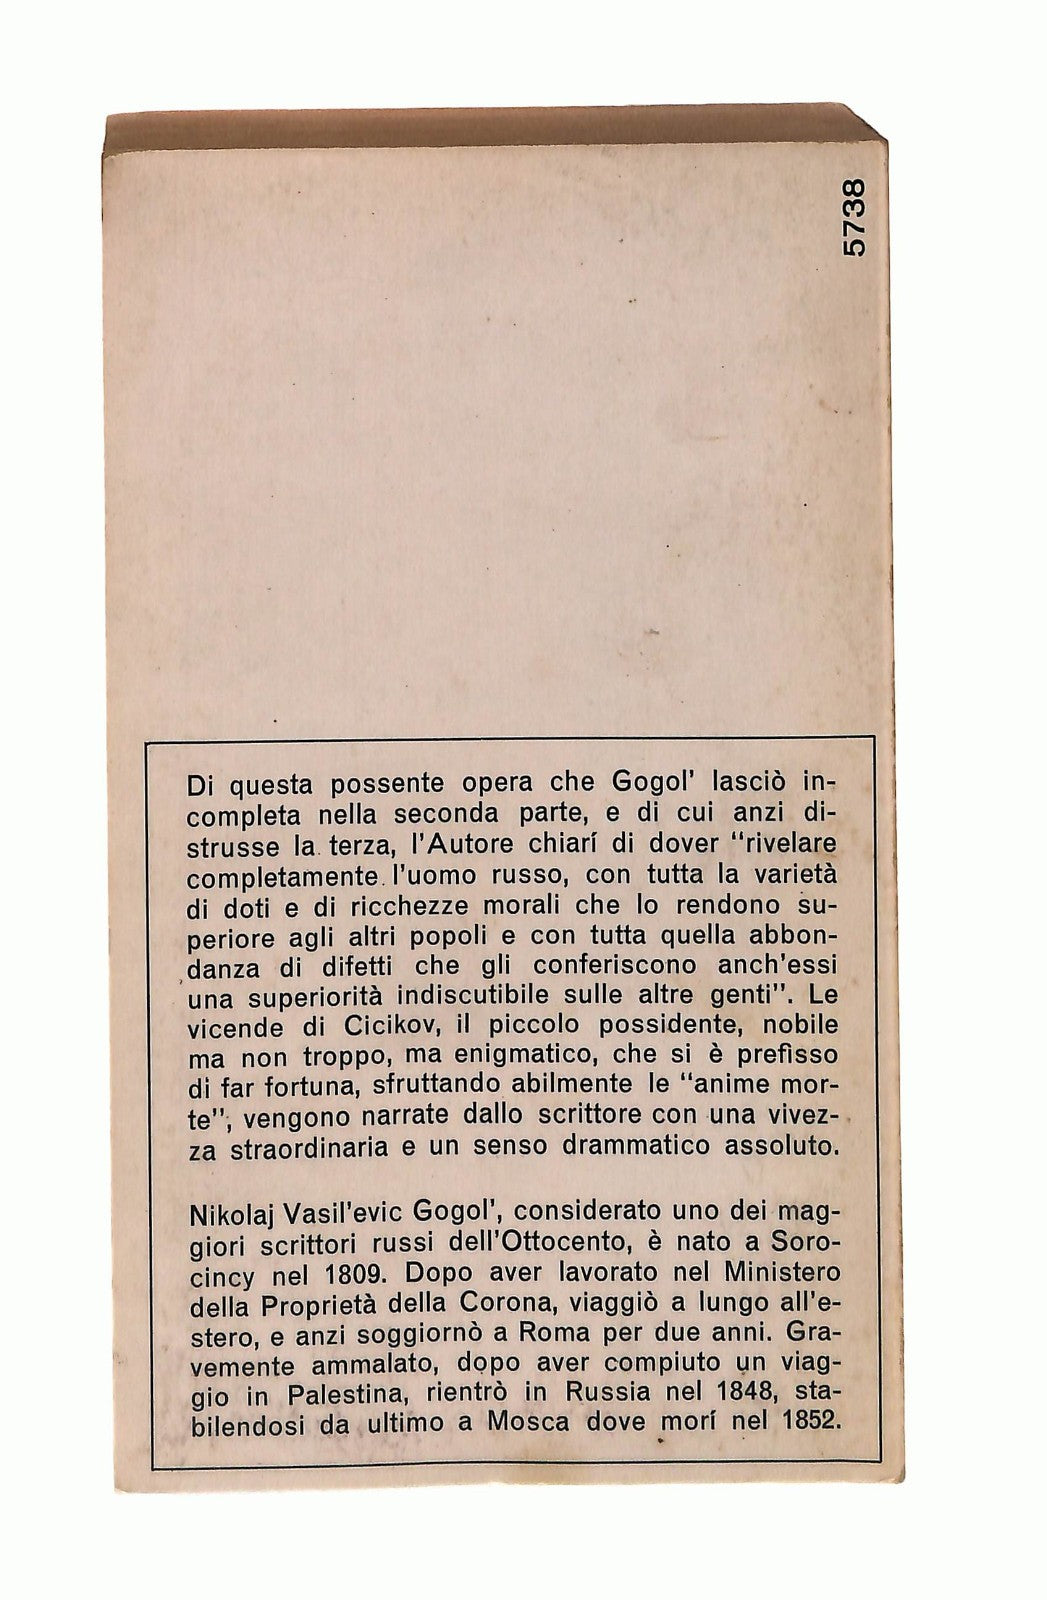 5738
Di questa possente opera che Gogol' lasciò in-
completa nella seconda parte, e di cui anzi di-
strusse la terza, l'Autore chiarí di dover "rivelare
completamente l'uomo russo, con tutta la varietà
di doti e di ricchezze morali che lo rendono su-
periore agli altri popoli e con tutta quella abbon-
danza di difetti che gli conferiscono anch'essi
una superiorità indiscutibile sulle altre genti". Le
vicende di Cicikov, il piccolo possidente, nobile
ma non troppo, ma enigmatico, che si è prefisso
di far fortuna, sfruttando abilmente le "anime mor-
te", vengono narrate dallo scrittore con una vivez-
za straordinaria e un senso drammatico assoluto.
Nikolaj Vasil'evic Gogol', considerato uno dei mag-
giori scrittori russi dell'Ottocento, è nato a Soro-
cincy nel 1809. Dopo aver lavorato nel Ministero
della Proprietà della Corona, viaggiò a lungo all'e-
stero, e anzi soggiornò a Roma per due anni. Gra-
vemente ammalato, dopo aver compiuto un viag-
gio in Palestina, rientrò in Russia nel 1848, sta-
bilendosi da ultimo a Mosca dove morí nel 1852.